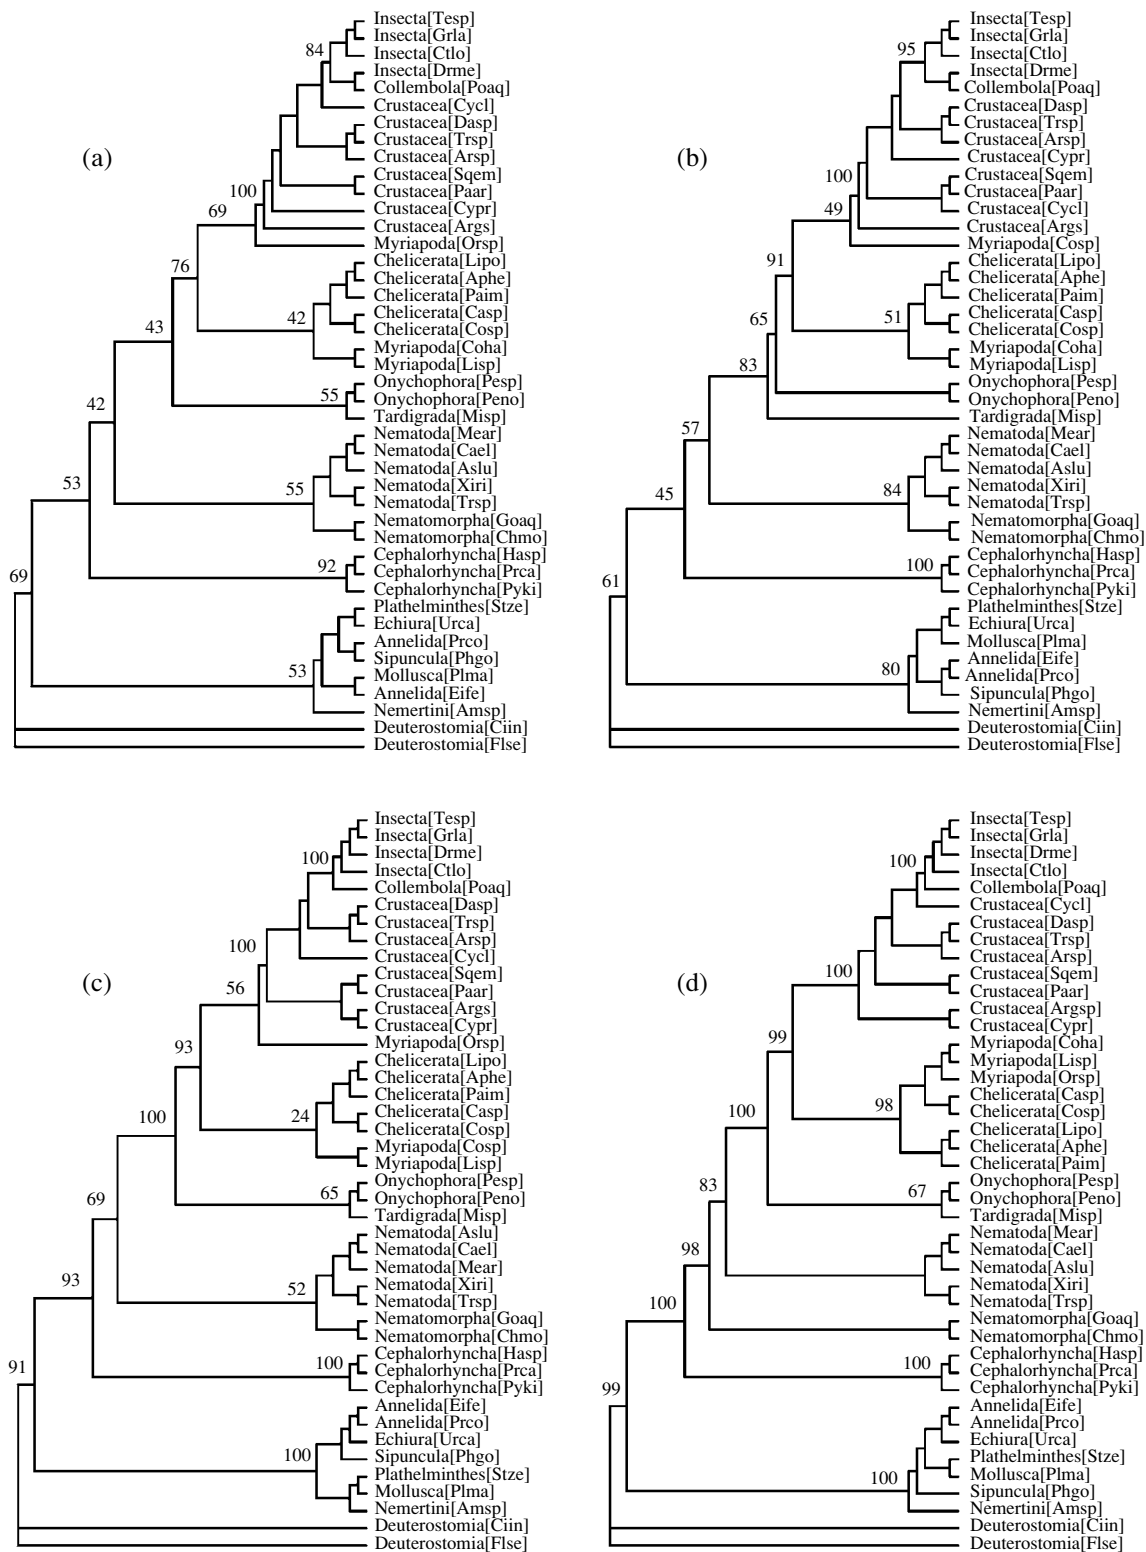 (a)
Insecta[Tesp]
Insecta[Grla]
84
Insecta[Ctlo]
Insecta[Drme]
Collembola[Poaq]
Crustacea[Cycl]
Crustacea[Dasp]
Crustacea[Trsp]
Crustacea[Arsp]
Crustacea[Sqem]
100
Crustacea[Paar]
69
Crustacea[Cypr]
Crustacea[Args]
Myriapoda[Orsp]
76
Chelicerata[Lipo]
Chelicerata[Aphe]
Chelicerata[Paim]
42
Chelicerata[Casp]
43
Chelicerata[Cosp]
Myriapoda[Coha]
Myriapoda[Lisp]
Onychophora[Pesp]
55
Onychophora[Peno]
42
Tardigrada[Misp]
Nematoda[Mear]
Nematoda[Cael]
Nematoda[Aslu]
53
55
Nematoda[Xiri]
Nematoda[Trsp]
Nematomorpha[Goaq]
Nematomorpha[Chmo]
Cephalorhyncha[Hasp]
92
Cephalorhyncha[Prca]
69
Cephalorhyncha[Pyki]
Plathelminthes[Stze]
Echiura[Urca]
Annelida[Prco]
Sipuncula[Phgo]
53
Mollusca[Plma]
Annelida[Eife]
Nemertini[Amsp]
Deuterostomia[Ciin]
Deuterostomia[Flse]
(b)
Insecta[Tesp]
Insecta[Grla]
95
Insecta[Ctlo]
Insecta[Drme]
Collembola[Poaq]
Crustacea[Dasp]
Crustacea[Trsp]
Crustacea[Arsp]
Crustacea[Cypr]
100
Crustacea[Sqem]
Crustacea[Paar]
49
Crustacea[Cycl]
Crustacea[Args]
Myriapoda[Cosp]
91
Chelicerata[Lipo]
Chelicerata[Aphe]
Chelicerata[Paim]
65
51
Chelicerata[Casp]
Chelicerata[Cosp]
Myriapoda[Coha]
83
Myriapoda[Lisp]
Onychophora[Pesp]
Onychophora[Peno]
Tardigrada[Misp]
57
Nematoda[Mear]
Nematoda[Cael]
Nematoda[Aslu]
45
84
Nematoda[Xiri]
Nematoda[Trsp]
Nematomorpha[Goaq]
Nematomorpha[Chmo]
Cephalorhyncha[Hasp]
100
Cephalorhyncha[Prca]
61
Cephalorhyncha[Pyki]
Plathelminthes[Stze]
Echiura[Urca]
Mollusca[Plma]
Annelida[Eife]
80
Annelida[Prco]
Sipuncula[Phgo]
Nemertini[Amsp]
Deuterostomia[Ciin]
Deuterostomia[Flse]
(c)
Insecta[Tesp]
Insecta[Grla]
Insecta[Drme]
100
Insecta[Ctlo]
Collembola[Poaq]
Crustacea[Dasp]
Crustacea[Trsp]
100
Crustacea[Arsp]
Crustacea[Cycl]
Crustacea[Sqem]
56
Crustacea[Paar]
Crustacea[Args]
Crustacea[Cypr]
93
Myriapoda[Orsp]
Chelicerata[Lipo]
Chelicerata[Aphe]
Chelicerata[Paim]
100
24
Chelicerata[Casp]
Chelicerata[Cosp]
Myriapoda[Cosp]
Myriapoda[Lisp]
Onychophora[Pesp]
69
65
Onychophora[Peno]
Tardigrada[Misp]
Nematoda[Aslu]
Nematoda[Cael]
Nematoda[Mear]
93
52
Nematoda[Xiri]
Nematoda[Trsp]
Nematomorpha[Goaq]
Nematomorpha[Chmo]
Cephalorhyncha[Hasp]
91
100
Cephalorhyncha[Prca]
Cephalorhyncha[Pyki]
Annelida[Eife]
Annelida[Prco]
Echiura[Urca]
100
Sipuncula[Phgo]
Plathelminthes[Stze]
Mollusca[Plma]
Nemertini[Amsp]
Deuterostomia[Ciin]
Deuterostomia[Flse]
(d)
Insecta[Tesp]
Insecta[Grla]
Insecta[Drme]
100
Insecta[Ctlo]
Collembola[Poaq]
Crustacea[Cycl]
Crustacea[Dasp]
Crustacea[Trsp]
Crustacea[Arsp]
100
Crustacea[Sqem]
Crustacea[Paar]
Crustacea[Argsp]
Crustacea[Cypr]
99
Myriapoda[Coha]
Myriapoda[Lisp]
Myriapoda[Orsp]
Chelicerata[Casp]
100
98
Chelicerata[Cosp]
Chelicerata[Lipo]
Chelicerata[Aphe]
Chelicerata[Paim]
83
67
Onychophora[Pesp]
Onychophora[Peno]
Tardigrada[Misp]
Nematoda[Mear]
98
Nematoda[Cael]
Nematoda[Aslu]
Nematoda[Xiri]
100
Nematoda[Trsp]
Nematomorpha[Goaq]
Nematomorpha[Chmo]
Cephalorhyncha[Hasp]
100
Cephalorhyncha[Prca]
99
Cephalorhyncha[Pyki]
Annelida[Eife]
Annelida[Prco]
Echiura[Urca]
Plathelminthes[Stze]
100
Mollusca[Plma]
Sipuncula[Phgo]
Nemertini[Amsp]
Deuterostomia[Ciin]
Deuterostomia[Flse]